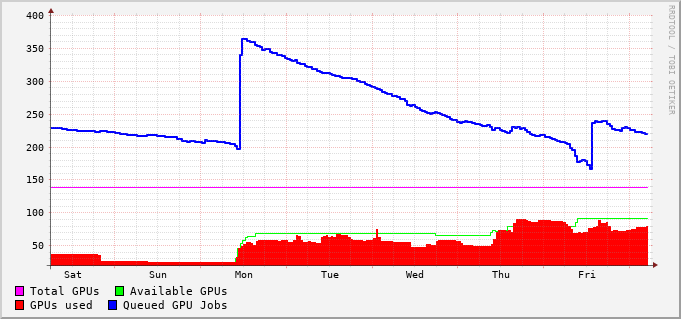 400
350
300
250
200
150
100
50
Sat Sun Mon Tue Wed Thu Fri
Total GPUs Available GPUs
GPUs used Queued GPU Jobs
RRDTOOL / TOBI OETIKER